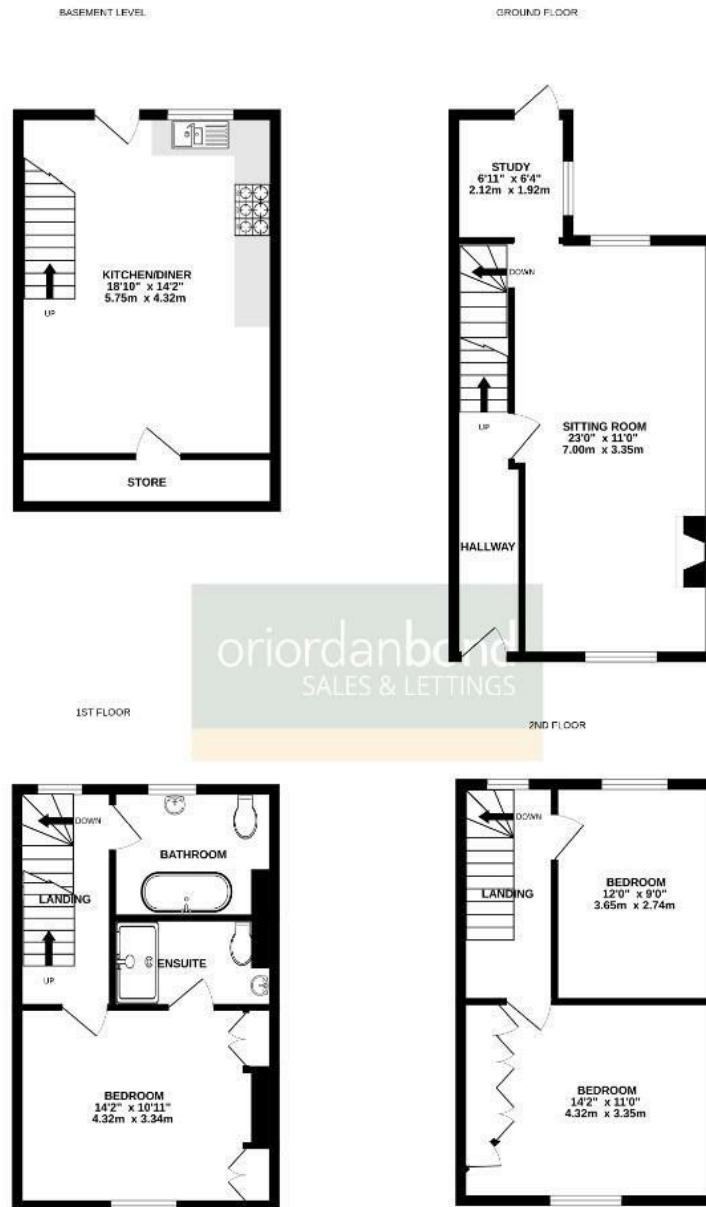 BASEMENT LEVEL
KITCHEN/DINER
18'10" x 14'2"
5.75m x 4.32m
UP
STORE
GROUND FLOOR
STUDY
6'11" x 6'4"
2.12m x 1.92m
DOWN
UP
SITTING ROOM
23'0" x 11'0"
7.00m x 3.35m
HALLWAY
oriordanbond
SALES & LETTINGS
1ST FLOOR
DOWN
BATHROOM
LANDING
ENSUITE
UP
BEDROOM
14'2" x 10'11"
4.32m x 3.34m
2ND FLOOR
DOWN
LANDING
BEDROOM
12'0" x 9'0"
3.65m x 2.74m
BEDROOM
14'2" x 11'0"
4.32m x 3.35m